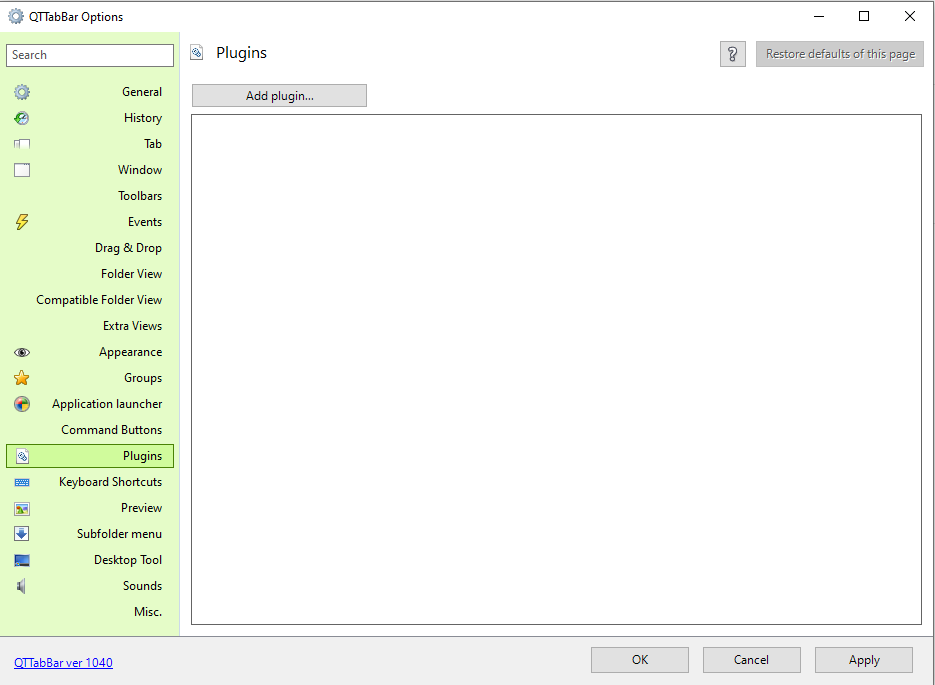 QTTabBar Options
Search
General
History
Tab
Window
Toolbars
Events
Drag & Drop
Folder View
Compatible Folder View
Extra Views
Appearance
Groups
Application launcher
Command Buttons
Plugins
Keyboard Shortcuts
Preview
Subfolder menu
Desktop Tool
Sounds
Misc.
Plugins
?
Restore defaults of this page
Add plugin...
QTTabBar ver 1040
OK
Cancel
Apply